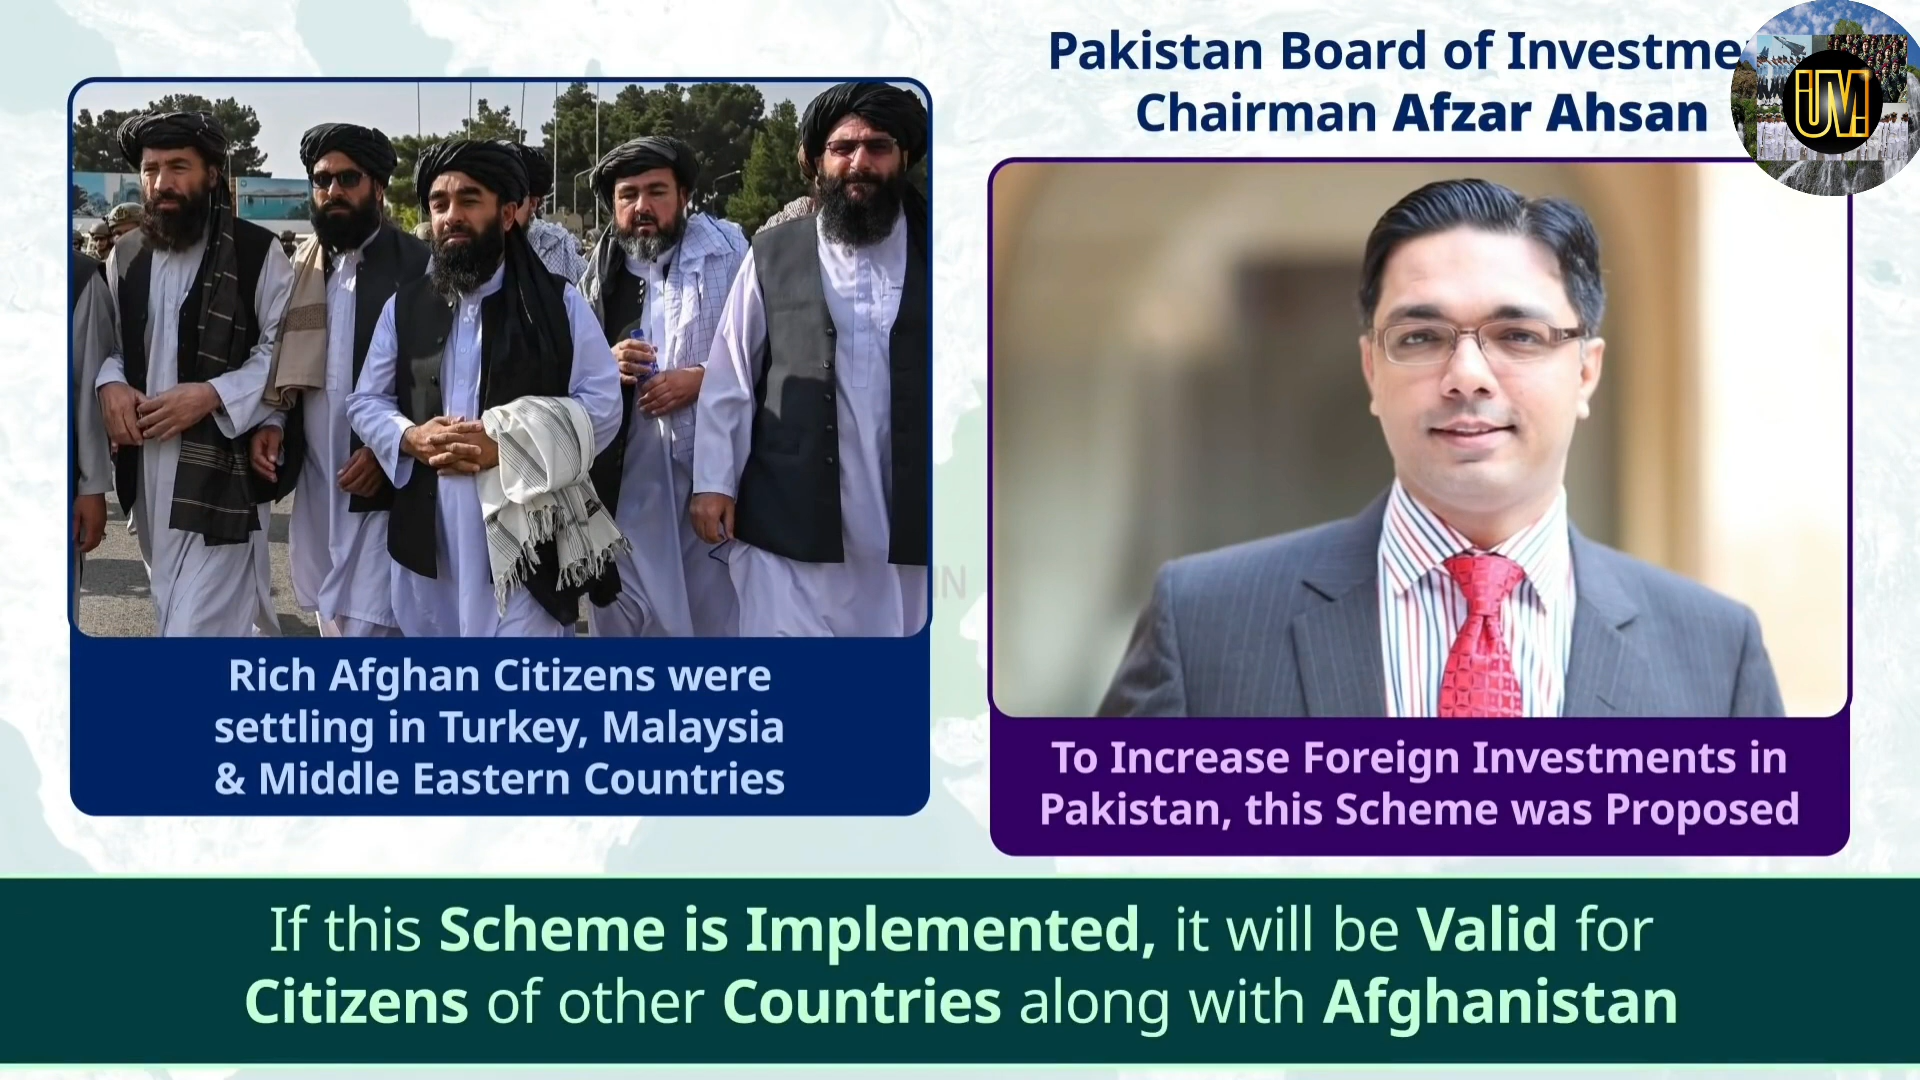 Pakistan Board of Investme
Chairman Afzar Ahsan
Rich Afghan Citizens were
settling in Turkey, Malaysia
& Middle Eastern Countries
To Increase Foreign Investments in
Pakistan, this Scheme was Proposed
If this Scheme is Implemented, it will be Valid for
Citizens of other Countries along with Afghanistan